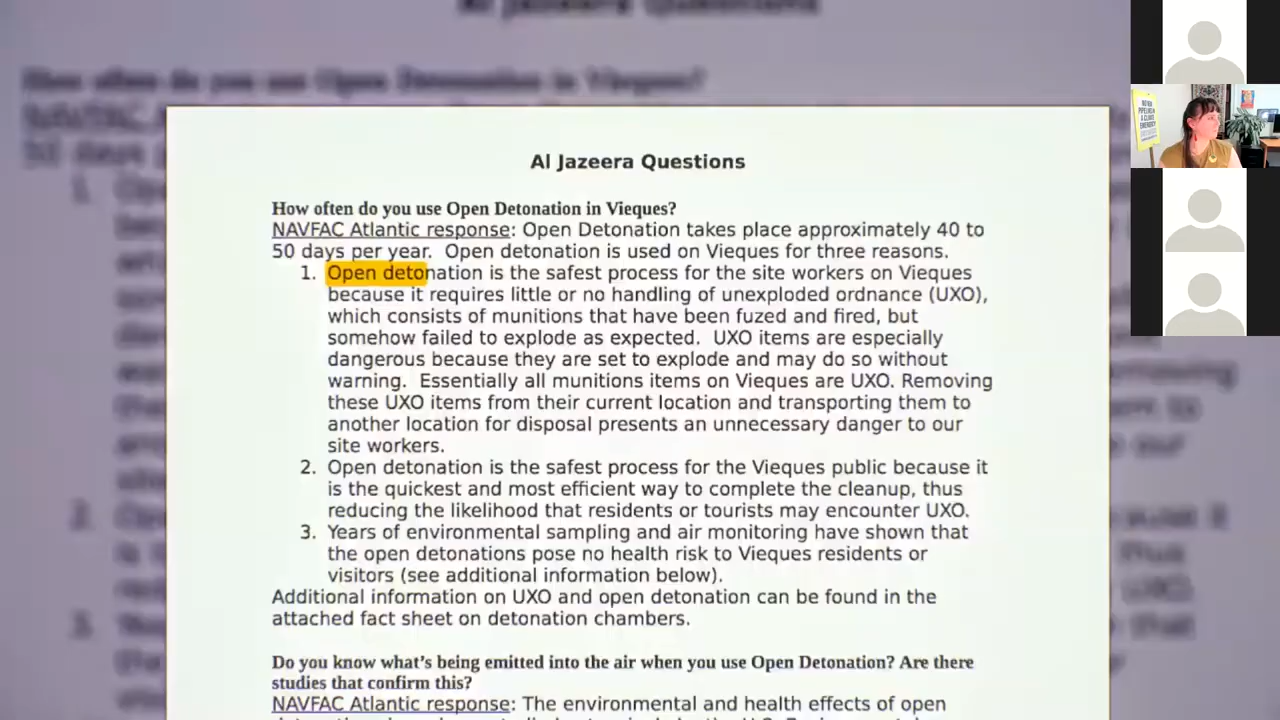 Al Jazeera Questions
How often do you use Open Detonation in Vieques?
NAVFAC Atlantic response: Open Detonation takes place approximately 40 to
50 days per year.  Open detonation is used on Vieques for three reasons.
1. Open detonation is the safest process for the site workers on Vieques
because it requires little or no handling of unexploded ordnance (UXO),
which consists of munitions that have been fuzed and fired, but
somehow failed to explode as expected.  UXO items are especially
dangerous because they are set to explode and may do so without
warning.  Essentially all munitions items on Vieques are UXO. Removing
these UXO items from their current location and transporting them to
another location for disposal presents an unnecessary danger to our
site workers.
2. Open detonation is the safest process for the Vieques public because it
is the quickest and most efficient way to complete the cleanup, thus
reducing the likelihood that residents or tourists may encounter UXO.
3. Years of environmental sampling and air monitoring have shown that
the open detonations pose no health risk to Vieques residents or
visitors (see additional information below).
Additional information on UXO and open detonation can be found in the
attached fact sheet on detonation chambers.
Do you know what's being emitted into the air when you use Open Detonation? Are there
studies that confirm this?
NAVFAC Atlantic response: The environmental and health effects of open